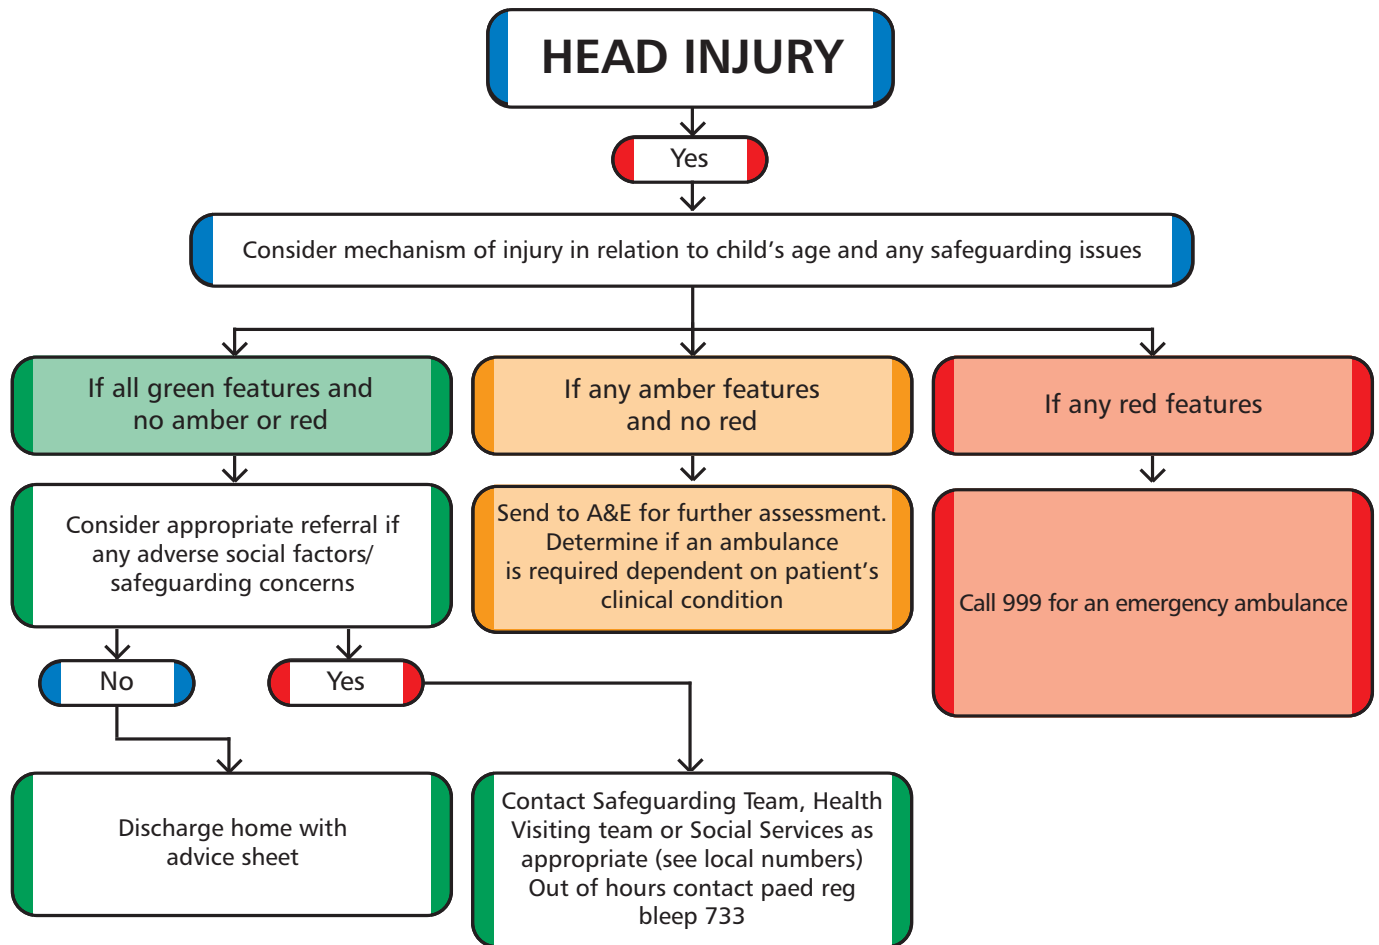 HEAD INJURY
Yes
Consider mechanism of injury in relation to child's age and any safeguarding issues
If all green features and
no amber or red
If any amber features
and no red
If any red features
Consider appropriate referral if
any adverse social factors/
safeguarding concerns
Send to A&E for further assessment.
Determine if an ambulance
is required dependent on patient's
clinical condition
Call 999 for an emergency ambulance
No
Yes
Discharge home with
advice sheet
Contact Safeguarding Team, Health
Visiting team or Social Services as
appropriate (see local numbers)
Out of hours contact paed reg
bleep 733